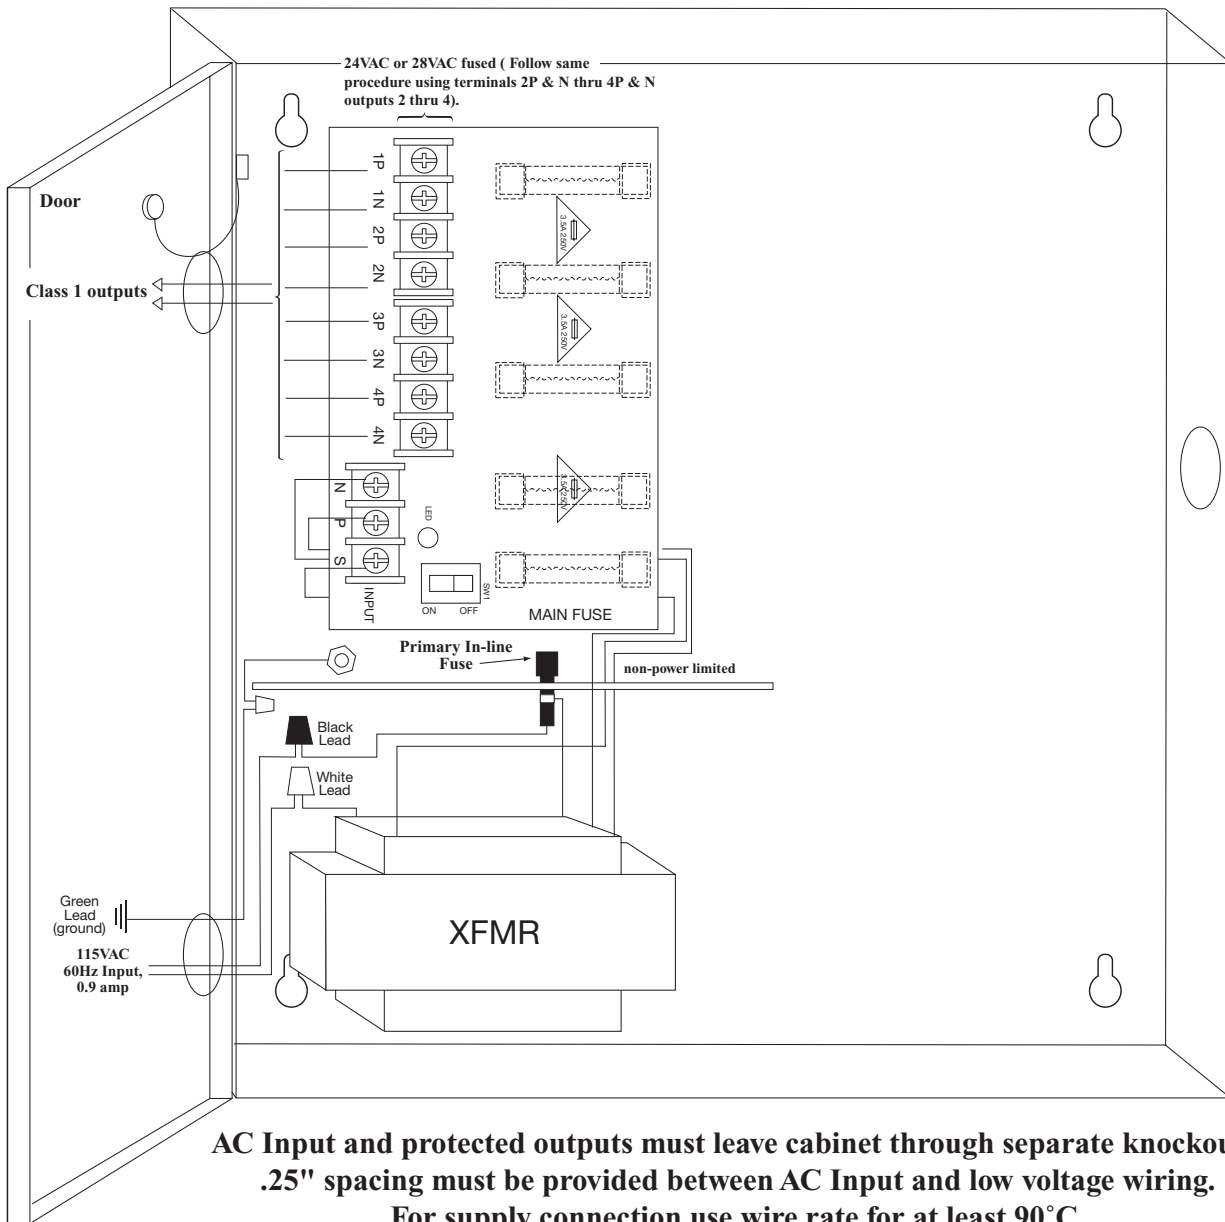 24VAC or 28VAC fused ( Follow same
procedure using terminals 2P & N thru 4P & N
outputs 2 thru 4).
Door
Class 1 outputs
1P
1N
2P
2N
3P
3N
4P
4N
3.5A 250V
3.5A 250V
3.5A 250V
N
P
S
INPUT
LED
SW1
ON OFF
MAIN FUSE
Primary In-line
Fuse
non-power limited
Black
Lead
White
Lead
Green
Lead
(ground)
115VAC
60Hz Input,
0.9 amp
XFMR
AC Input and protected outputs must leave cabinet through separate
.25" spacing must be provided between AC Input and low voltage wiring.
For supply connection use wire rate for at least 90˚C